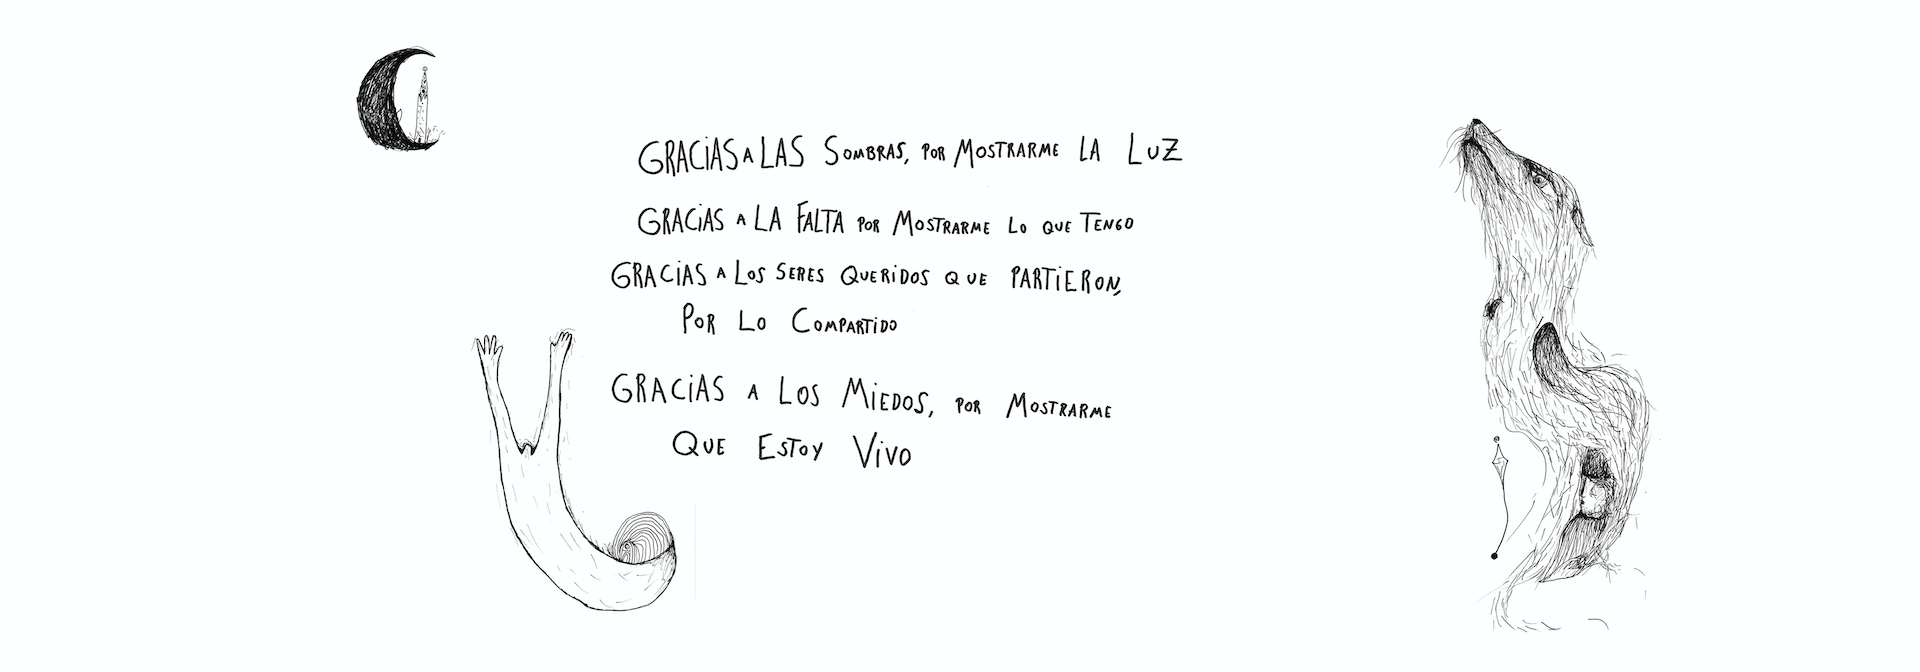 GRACIAS A LAS SOMBRAS, POR MOSTRARME LA LUZ
GRACIAS A LA FALTA POR MOSTRARME LO QUE TENGO
GRACIAS A LOS SERES QUERIDOS QUE PARTIERON,
POR LO COMPARTIDO
GRACIAS A LOS MIEDOS, POR MOSTRARME
QUE ESTOY VIVO